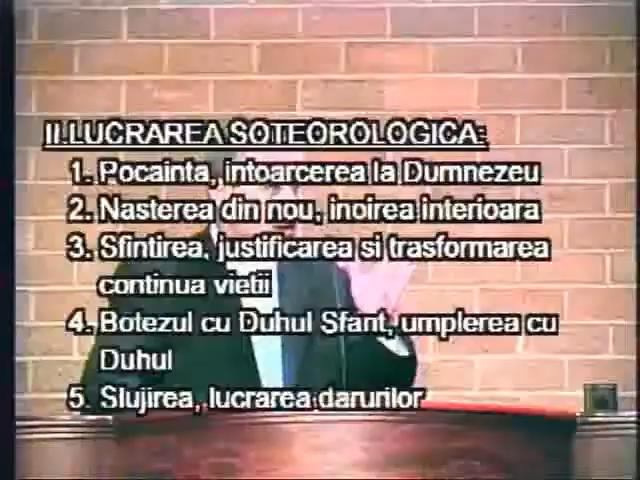 II.LUCRAREA SOTEOROLOGICA:
1. Pocainta, intoarcerea la Dumnezeu
2. Nasterea din nou, inoirea interioara
3. Sfintirea, justificarea si trasformarea
continua vietii
4. Botezul cu Duhul Sfant, umplerea cu
Duhul
5. Slujirea, lucrarea darurilor